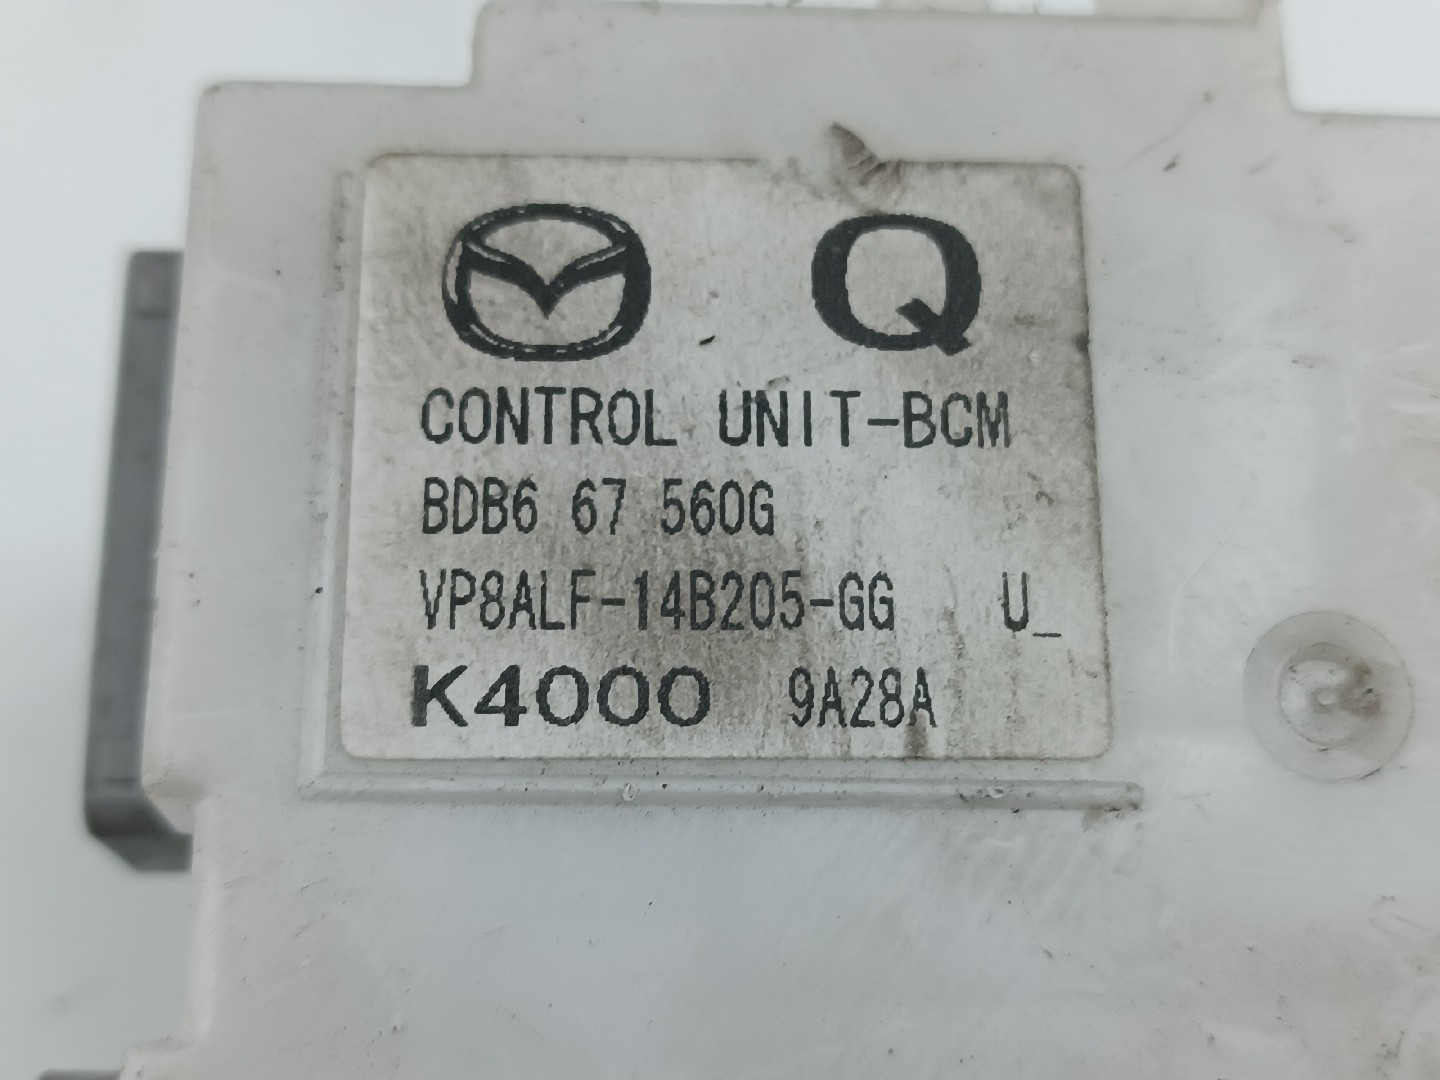 Q
CONTROL UNIT-BCM
BDB6 67 560G
VP8ALF-14B205-GG U_
K4000 9A28A